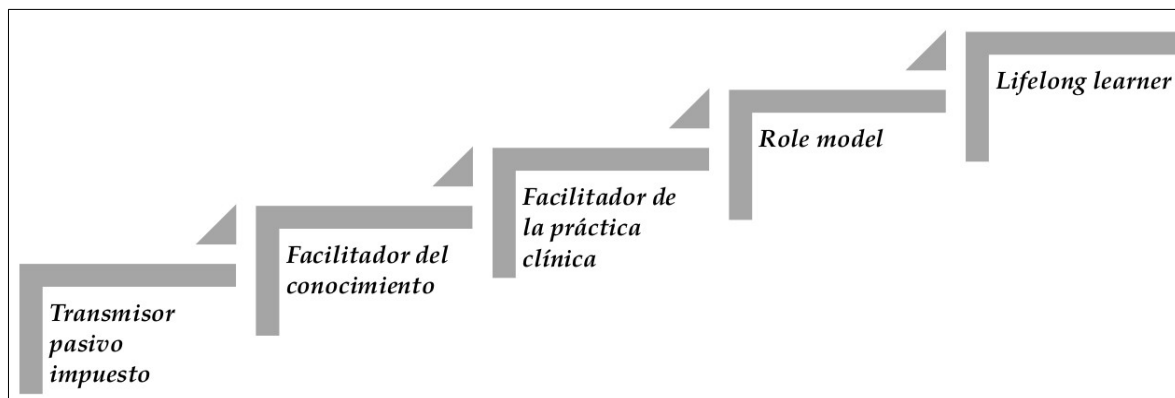 Transmisor
pasivo
impuesto
Facilitador del
conocimiento
Facilitador de
la práctica
clínica
Role model
Lifelong learner